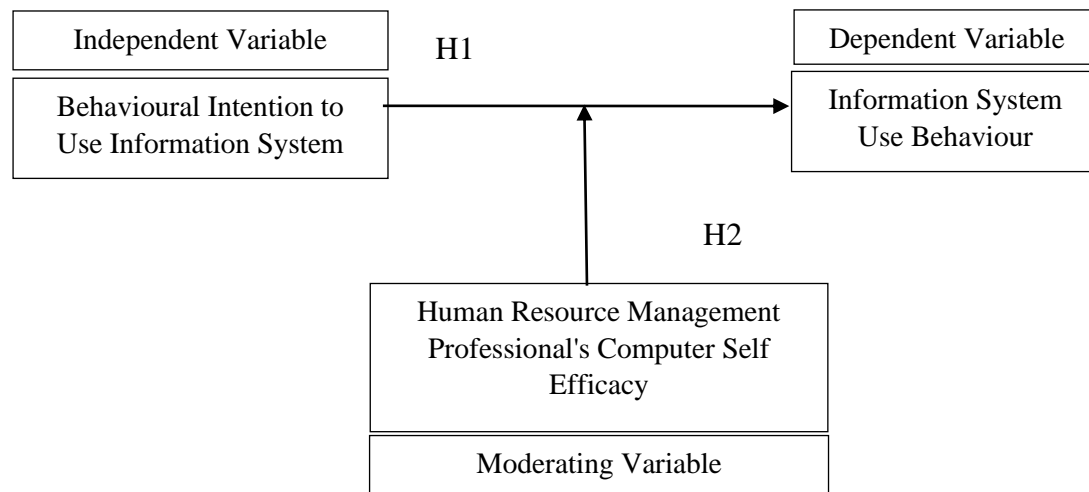 Independent Variable
H1
Dependent Variable
Behavioural Intention to
Use Information System
Information System
Use Behaviour
H2
Human Resource Management
Professional's Computer Self
Efficacy
Moderating Variable